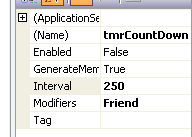 (ApplicationSe
(Name) tmrCountDown
Enabled False
GenerateMem True
Interval 250
Modifiers Friend
Tag